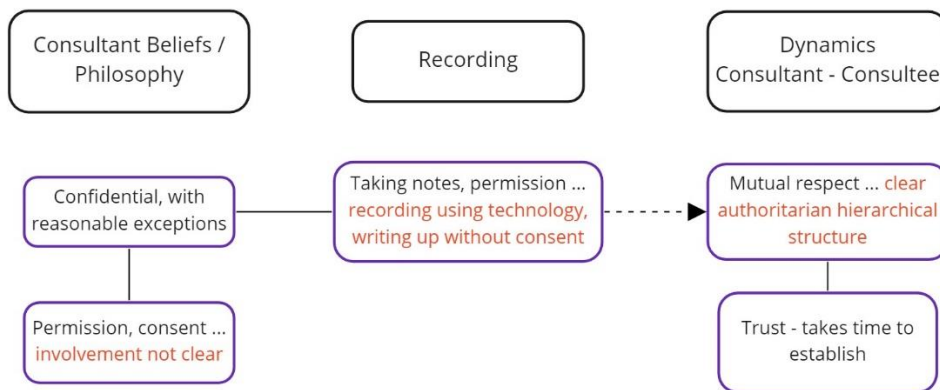 Consultant Beliefs /
Philosophy
Recording
Dynamics
Consultant - Consultee
Confidential, with
reasonable exceptions
Taking notes, permission ...
recording using technology,
writing up without consent
Mutual respect ... clear
authoritarian hierarchical
structure
Permission, consent ...
involvement not clear
Trust - takes time to
establish